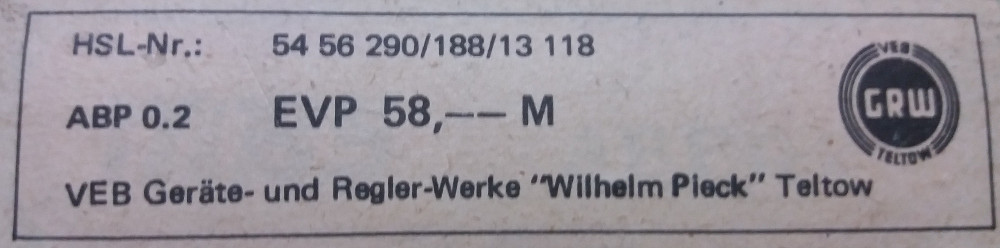 HSL-Nr.: 54 56 290/188/13 118
ABP 0.2 EVP 58,-- M
VEB Geräte- und Regler-Werke "Wilhelm Pieck" Teltow
VEB
GRW
TELTOW